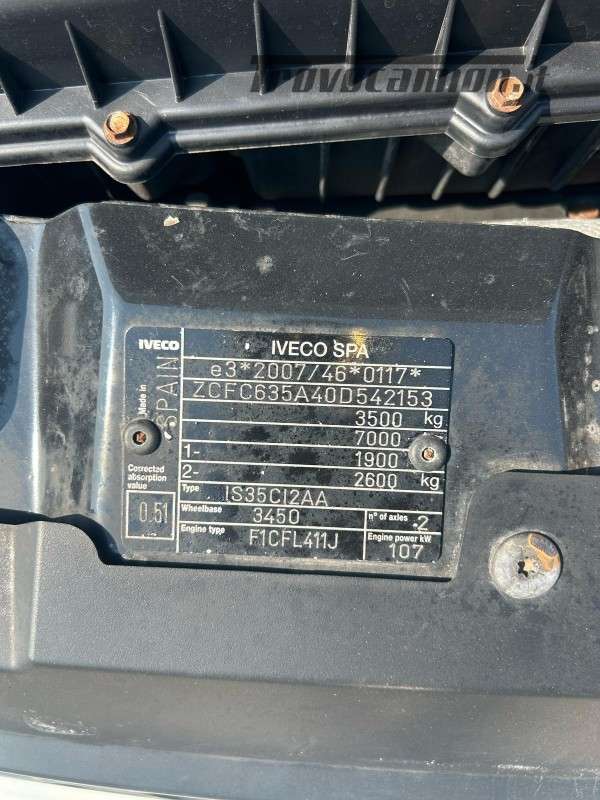 Trovocamion.it
IVECO
IVECO SPA
Made in
SPAIN
e3*2007/46*0117*
ZCFC635A40D542153
3500 kg
7000 kg
1- 1900
2- 2600 kg
Corrected
absorption
value
0.51
Type IS35CI2AA
Wheelbase 3450
n° of axles 2
Engine type F1CFL411J
Engine power kW
107